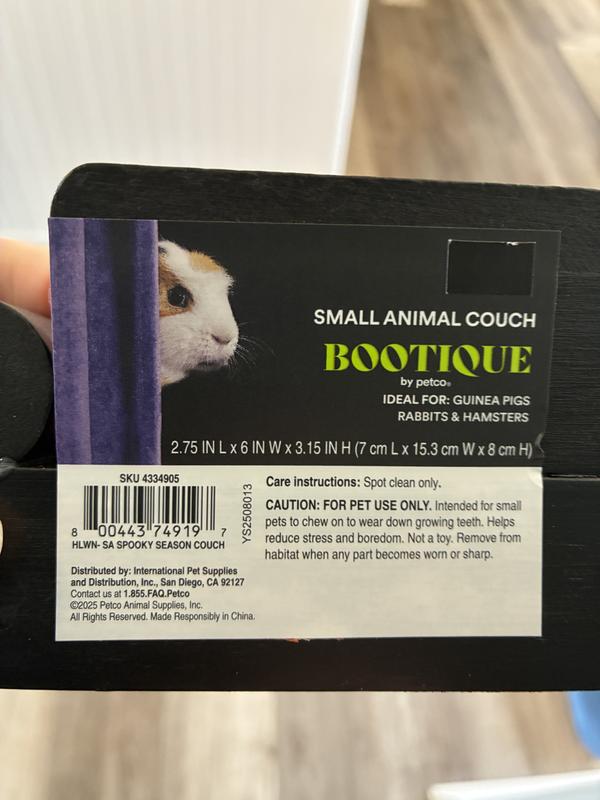 SMALL ANIMAL COUCH
BOOTIQUE
by petco®
IDEAL FOR: GUINEA PIGS
RABBITS & HAMSTERS
2.75 IN L x 6 IN W x 3.15 IN H (7 cm L x 15.3 cm W x 8 cm H)
SKU 4334905
8 00443 74919 7
HLWN- SA SPOOKY SEASON COUCH
YS2508013
Distributed by: International Pet Supplies
and Distribution, Inc., San Diego, CA 92127
Contact us at 1.855.FAQ.Petco
©2025 Petco Animal Supplies, Inc.
All Rights Reserved. Made Responsibly in China.
Care instructions: Spot clean only.
CAUTION: FOR PET USE ONLY. Intended for small
pets to chew on to wear down growing teeth. Helps
reduce stress and boredom. Not a toy. Remove from
habitat when any part becomes worn or sharp.